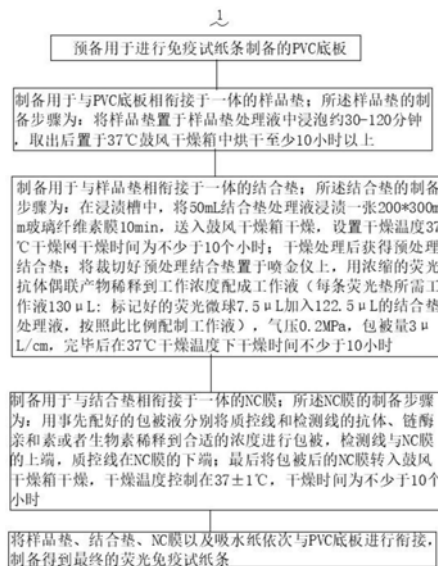 1
预备用于进行免疫试纸条制备的PVC底板
制备用于与PVC底板相衔接于一体的样品垫；所述样品垫的制
备步骤为：将样品垫置于样品垫处理液中浸泡约30-120分钟
，取出后置于37℃鼓风干燥箱中烘干至少10小时以上
制备用于与样品垫相衔接于一体的结合垫；所述结合垫的制备
步骤为：在浸渍槽中，将50mL结合垫处理液浸渍一张200*300m
m玻璃纤维素膜10min，送入鼓风干燥箱干燥，设置干燥温度37
℃干燥网干燥时间为不少于10个小时；干燥处理后获得预处理
结合垫；将裁切好预处理结合垫置于喷金仪上，用浓缩的荧光
抗体偶联产物稀释到工作浓度配成工作液（每条荧光垫所需工
作液130μL：标记好的荧光微球7.5μL加入122.5μL的结合垫
处理液，按照此比例配制工作液），气压0.2MPa，包被量3μ
L/cm，完毕后在37℃干燥温度下干燥时间不少于10小时
制备用于与结合垫相衔接于一体的NC膜；所述NC膜的制备步骤
为：用事先配好的包被液分别将质控线和检测线的抗体、链酶
亲和素或者生物素稀释到合适的浓度进行包被，检测线与NC膜
的上端，质控线在NC膜的下端；最后将包被后的NC膜转入鼓风
干燥箱干燥，干燥温度控制在37±1℃，干燥时间为不少于10个
小时
将样品垫、结合垫、NC膜以及吸水纸依次与PVC底板进行衔接，
制备得到最终的荧光免疫试纸条